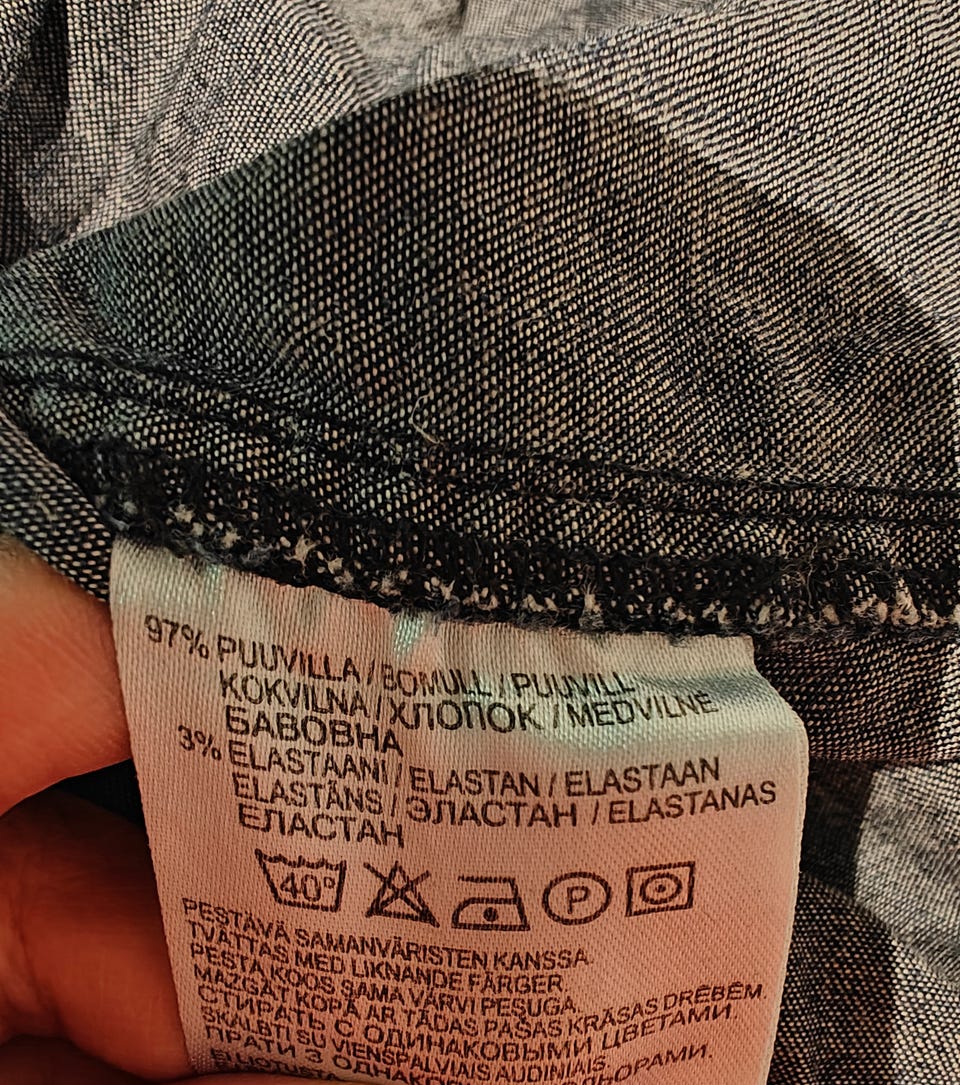 97% PUUVILLA / BOMULL / PUUVILL
KOKVILNA / ХЛОПОК / MEDVILNĖ
БАВОВНА
3% ELASTAANI / ELASTAN / ELASTAAN
ELASTĀNS / ЭЛАСТАН / ELASTANAS
ЕЛАСТАН
40° P
PESTÄVÄ SAMANVÄRISTEN KANSSA.
TVÄTTAS MED LIKNANDE FÄRGER
PESTA KOOS SAMA VÄRVI PESUGA.
MAZGĀT KOPĀ AR TĀDAS PAŠAS KRĀSAS DRĒBĒM.
СТИРАТЬ С ОДИНАКОВЫМИ ЦВЕТАМИ.
SKALBTI SU VIENSPALVIAIS AUDINIAIS.
ПРАТИ З